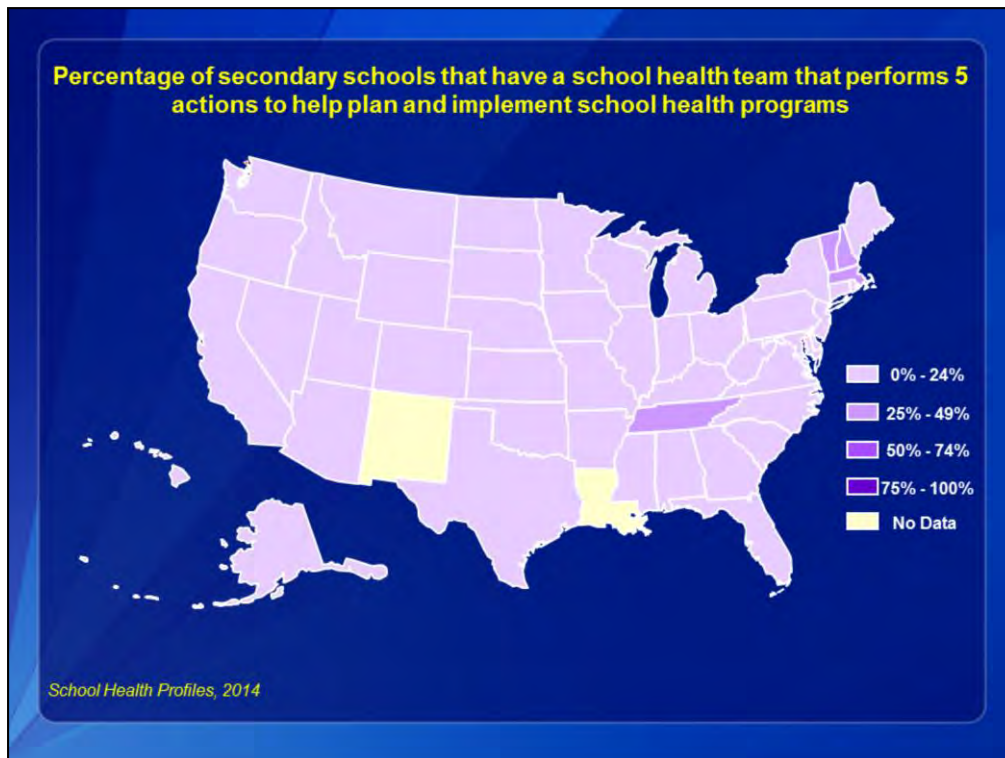 Percentage of secondary schools that have a school health team that performs 5
actions to help plan and implement school health programs
0% - 24%
25% - 49%
50% - 74%
75% - 100%
No Data
School Health Profiles, 2014